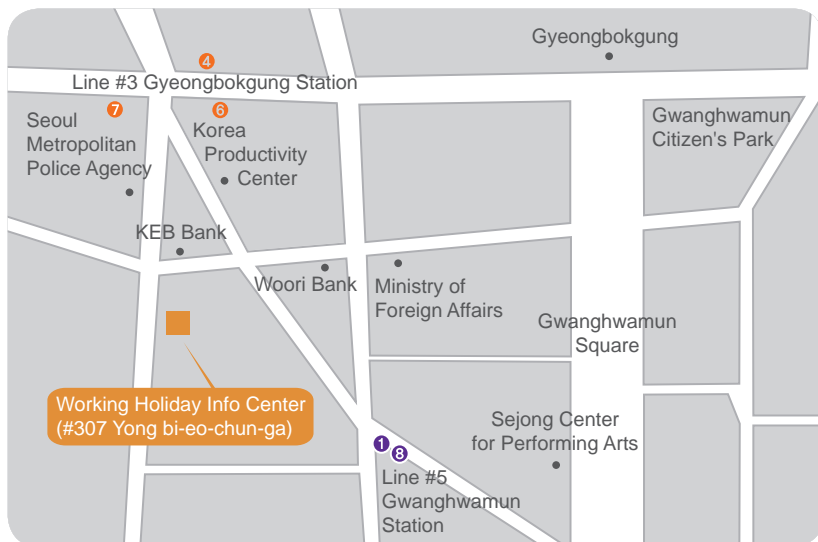 Gyeongbokgung
4
Line #3 Gyeongbokgung Station
7
6
Seoul
Metropolitan
Police Agency
Korea
Productivity
Center
Gwanghwamun
Citizen's Park
KEB Bank
Woori Bank
Ministry of
Foreign Affairs
Gwanghwamun
Square
Working Holiday Info Center
(#307 Yong bi-eo-chun-ga)
Sejong Center
for Performing Arts
1
8
Line #5
Gwanghwamun
Station